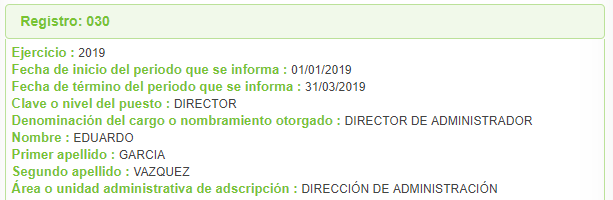 Registro: 030
Ejercicio : 2019
Fecha de inicio del periodo que se informa : 01/01/2019
Fecha de término del periodo que se informa : 31/03/2019
Clave o nivel del puesto : DIRECTOR
Denominación del cargo o nombramiento otorgado : DIRECTOR DE ADMINISTRADOR
Nombre : EDUARDO
Primer apellido : GARCIA
Segundo apellido : VAZQUEZ
Área o unidad administrativa de adscripción : DIRECCIÓN DE ADMINISTRACIÓN